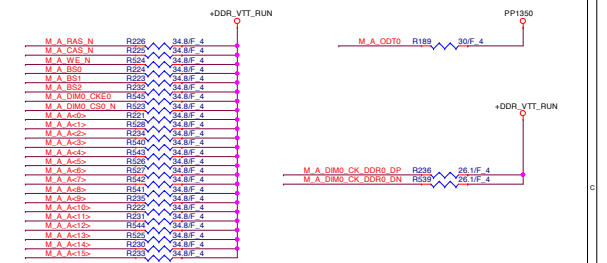 +DDR_VTT_RUN
M_A_RAS_N R226 34.8/F_4
M_A_CAS_N R225 34.8/F_4
M_A_WE_N R524 34.8/F_4
M_A_BS0 R224 34.8/F_4
M_A_BS1 R223 34.8/F_4
M_A_BS2 R232 34.8/F_4
M_A_DIM0_CKE0 R545 34.8/F_4
M_A_DIM0_CS0_N R523 34.8/F_4
M_A_A<0> R221 34.8/F_4
M_A_A<1> R528 34.8/F_4
M_A_A<2> R234 34.8/F_4
M_A_A<3> R540 34.8/F_4
M_A_A<4> R543 34.8/F_4
M_A_A<5> R526 34.8/F_4
M_A_A<6> R527 34.8/F_4
M_A_A<7> R542 34.8/F_4
M_A_A<8> R541 34.8/F_4
M_A_A<9> R235 34.8/F_4
M_A_A<10> R222 34.8/F_4
M_A_A<11> R231 34.8/F_4
M_A_A<12> R544 34.8/F_4
M_A_A<13> R525 34.8/F_4
M_A_A<14> R230 34.8/F_4
M_A_A<15> R233 34.8/F_4
PP1350
M_A_ODT0 R189 30/F_4
+DDR_VTT_RUN
M_A_DIM0_CK_DDR0_DP R236 26.1/F_4
M_A_DIM0_CK_DDR0_DN R539 26.1/F_4
C